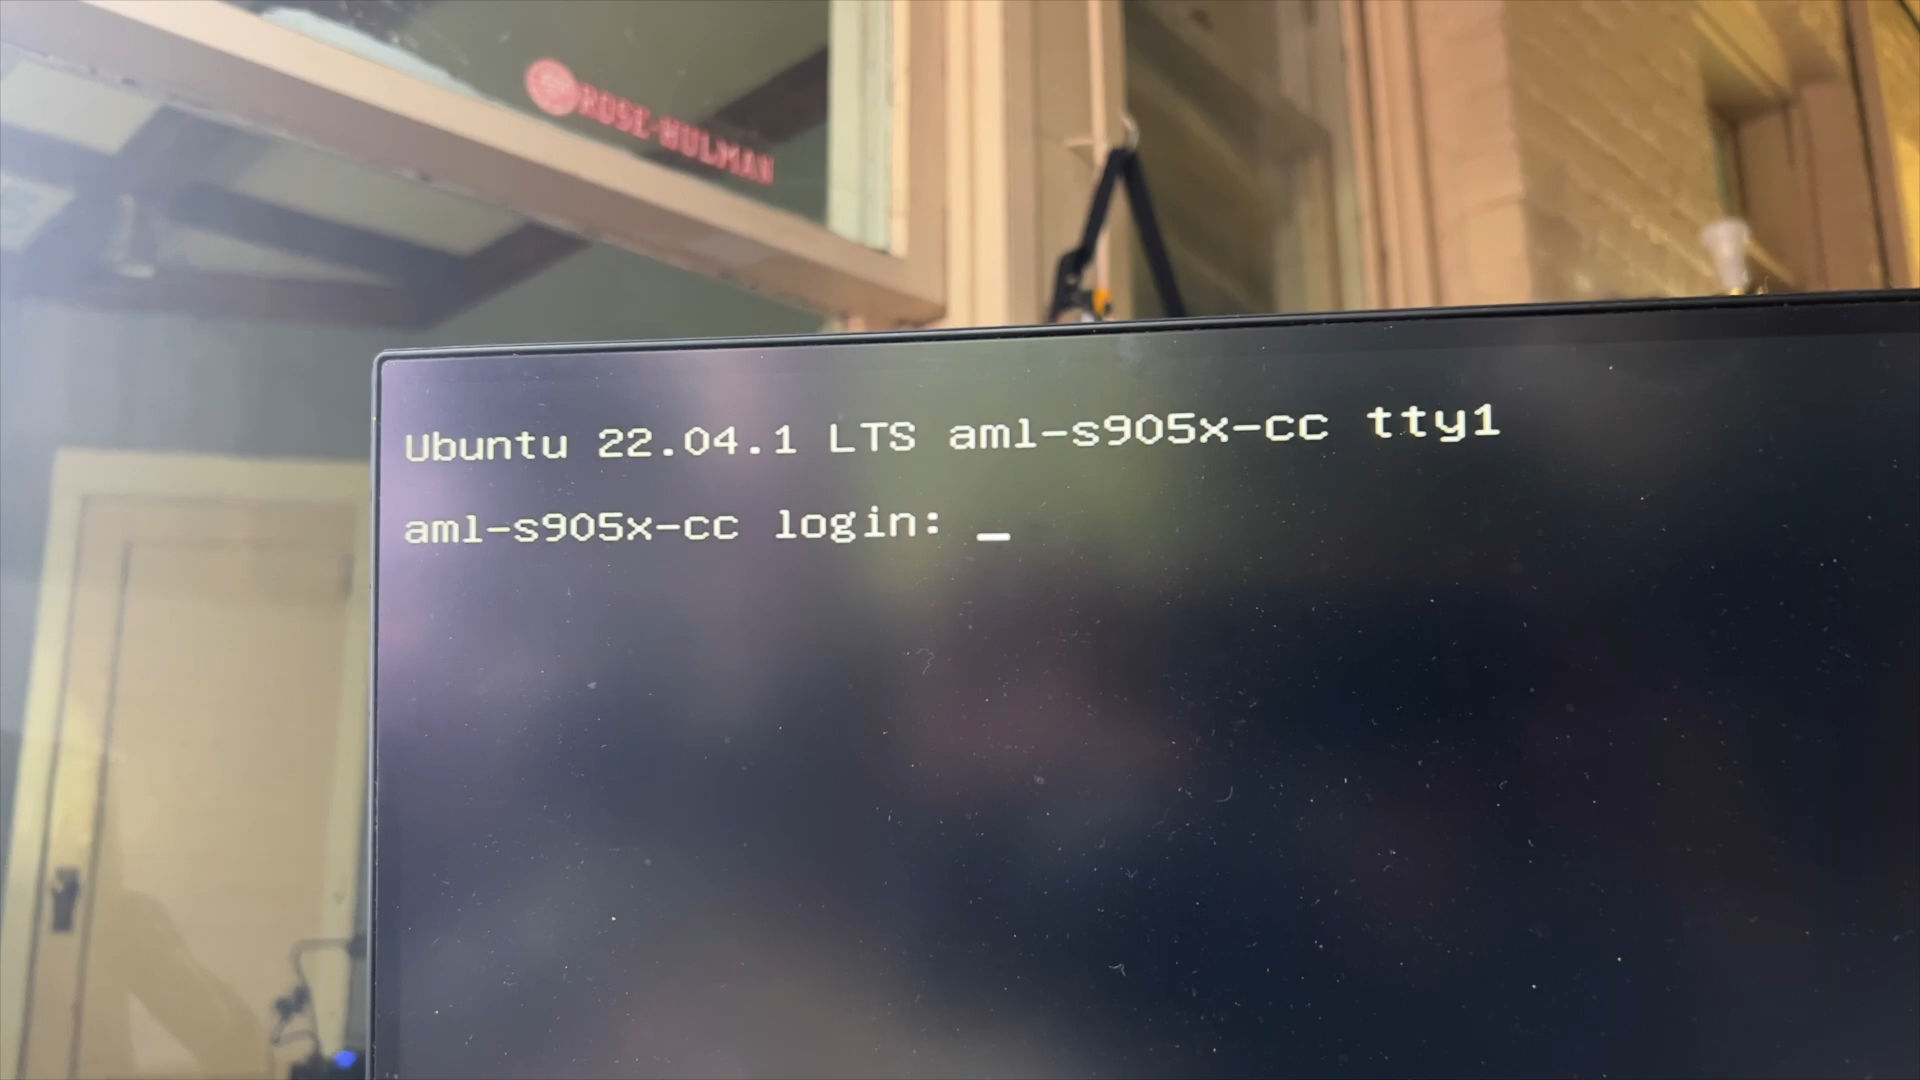 ROSE-HULMAN
Ubuntu 22.04.1 LTS aml-s905x-cc tty1
aml-s905x-cc login: _